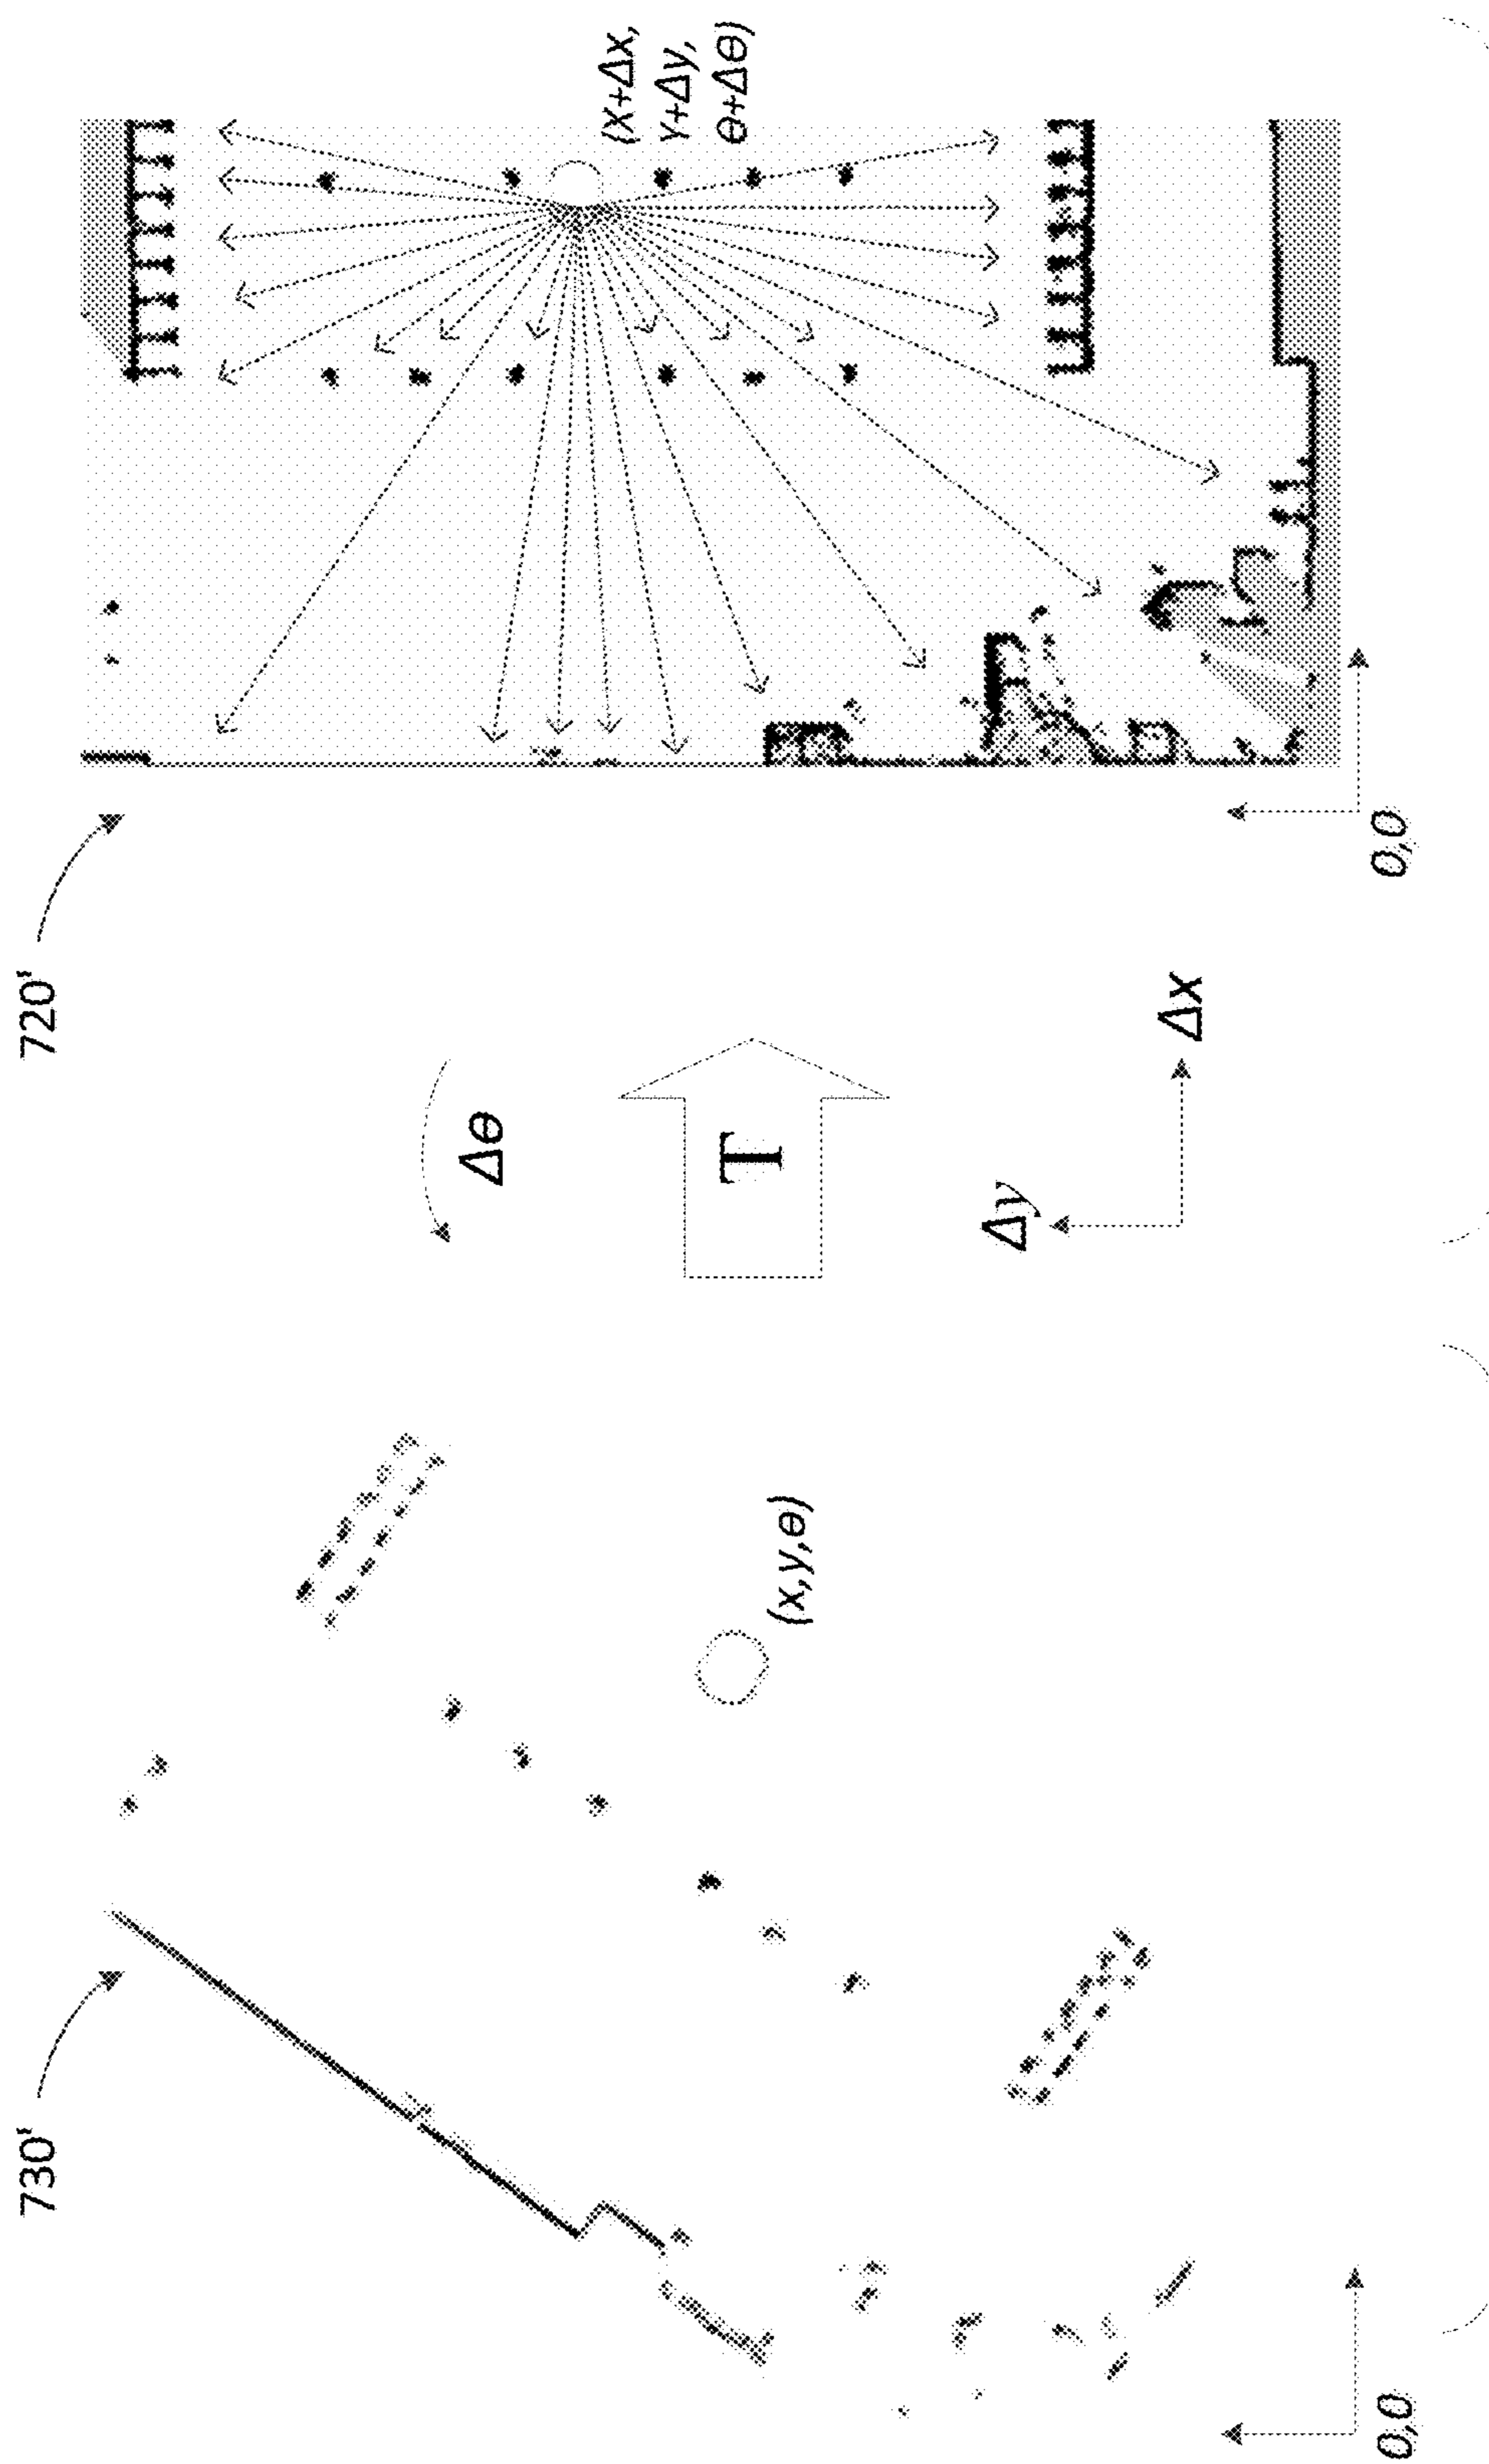 730'
(x,y,θ)
0,0
Δθ
T
Δy
Δx
720'
(x+Δx,
y+Δy,
θ+Δθ)
0,0